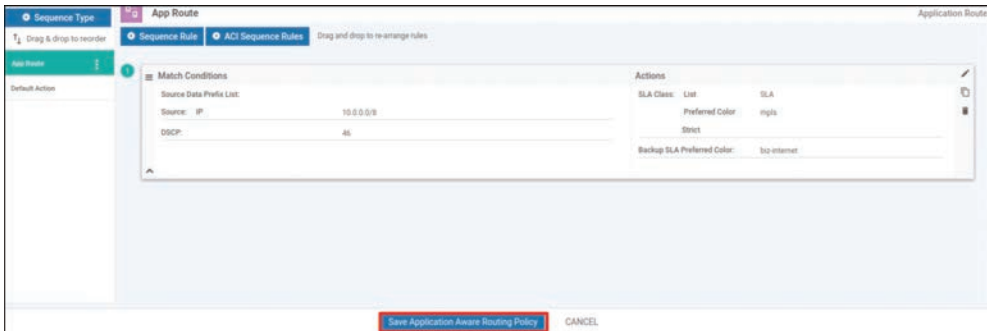 Sequence Type
App Route
Application Route
Drag & drop to reorder
Sequence Rule
ACI Sequence Rules
Drag and drop to re-arrange rules
App Route
Default Action
1
Match Conditions
Actions
Source Data Prefix List:
SLA Class: List SLA
Source: IP 10.0.0.0/8
Preferred Color mpls
DSCP: 46
Strict
Backup SLA Preferred Color: biz-internet
Save Application Aware Routing Policy
CANCEL